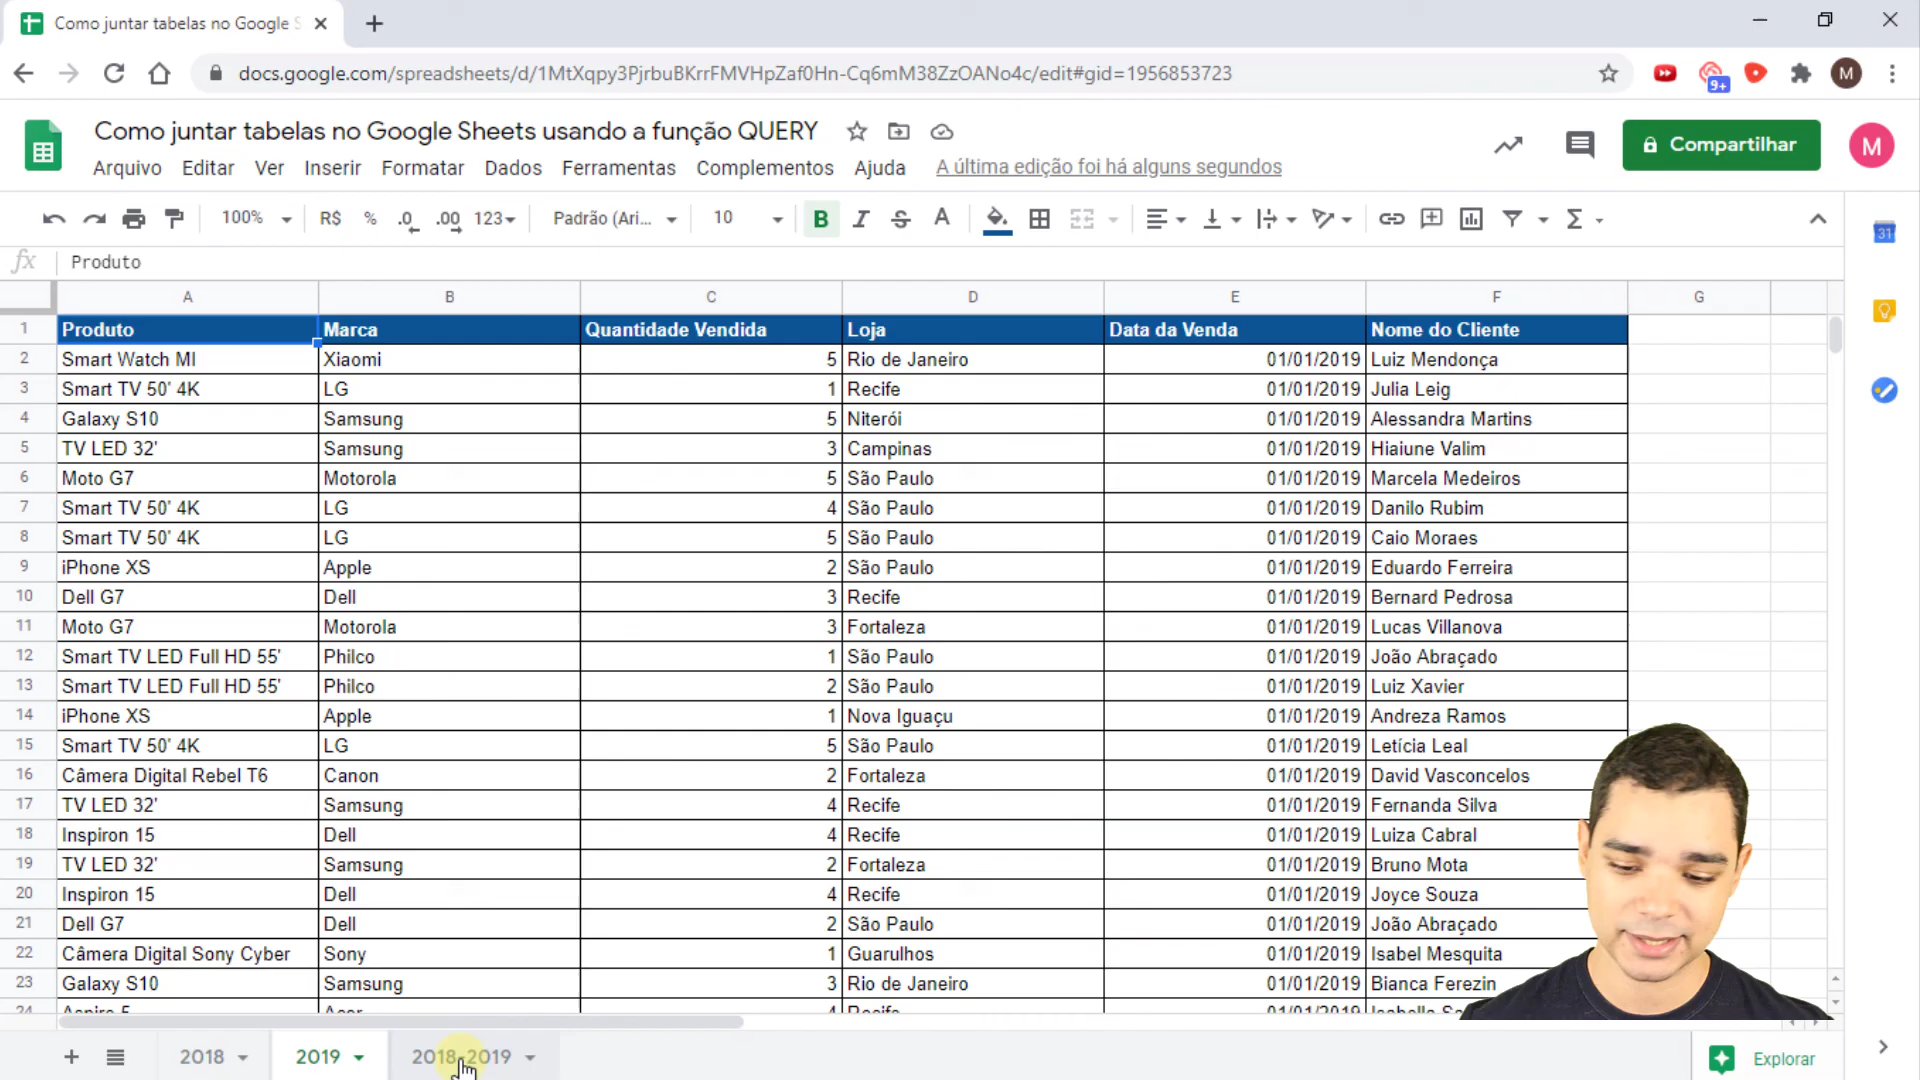 Como juntar tabelas no Google S
docs.google.com/spreadsheets/d/1MtXqpy3PjrbuBKrrFMVHpZaf0Hn-Cq6mM38ZzOANo4c/edit#gid=1956853723
9+
M
Como juntar tabelas no Google Sheets usando a função QUERY
Compartilhar
M
Arquivo Editar Ver Inserir Formatar Dados Ferramentas Complementos Ajuda A última edição foi há alguns segundos
100% R$ % .0 .00 123 Padrão (Ari... 10 B I S A Σ
31
fx Produto
A B C D E F G
1 Produto Marca Quantidade Vendida Loja Data da Venda Nome do Cliente
2 Smart Watch MI Xiaomi 5 Rio de Janeiro 01/01/2019 Luiz Mendonça
3 Smart TV 50' 4K LG 1 Recife 01/01/2019 Julia Leig
4 Galaxy S10 Samsung 5 Niterói 01/01/2019 Alessandra Martins
5 TV LED 32' Samsung 3 Campinas 01/01/2019 Hiaiune Valim
6 Moto G7 Motorola 5 São Paulo 01/01/2019 Marcela Medeiros
7 Smart TV 50' 4K LG 4 São Paulo 01/01/2019 Danilo Rubim
8 Smart TV 50' 4K LG 5 São Paulo 01/01/2019 Caio Moraes
9 iPhone XS Apple 2 São Paulo 01/01/2019 Eduardo Ferreira
10 Dell G7 Dell 3 Recife 01/01/2019 Bernard Pedrosa
11 Moto G7 Motorola 3 Fortaleza 01/01/2019 Lucas Villanova
12 Smart TV LED Full HD 55' Philco 1 São Paulo 01/01/2019 João Abraçado
13 Smart TV LED Full HD 55' Philco 2 São Paulo 01/01/2019 Luiz Xavier
14 iPhone XS Apple 1 Nova Iguaçu 01/01/2019 Andreza Ramos
15 Smart TV 50' 4K LG 5 São Paulo 01/01/2019 Letícia Leal
16 Câmera Digital Rebel T6 Canon 2 Fortaleza 01/01/2019 David Vasconcelos
17 TV LED 32' Samsung 4 Recife 01/01/2019 Fernanda Silva
18 Inspiron 15 Dell 4 Recife 01/01/2019 Luiza Cabral
19 TV LED 32' Samsung 2 Fortaleza 01/01/2019 Bruno Mota
20 Inspiron 15 Dell 4 Recife 01/01/2019 Joyce Souza
21 Dell G7 Dell 2 São Paulo 01/01/2019 João Abraçado
22 Câmera Digital Sony Cyber Sony 1 Guarulhos 01/01/2019 Isabel Mesquita
23 Galaxy S10 Samsung 3 Rio de Janeiro 01/01/2019 Bianca Ferezin
2018 2019 2018-2019 Explorar